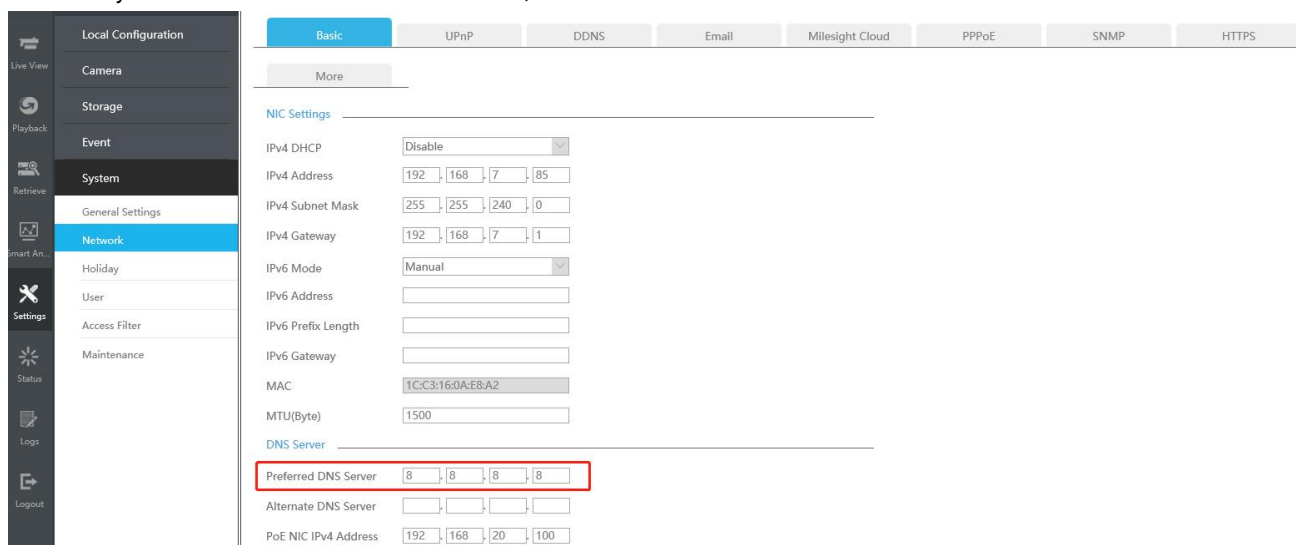 Local Configuration
Basic UPnP DDNS Email Milesight Cloud PPPoE SNMP HTTPS
Live View
Camera
More
Storage
NIC Settings
Playback
Event
IPv4 DHCP Disable
System
IPv4 Address 192 . 168 . 7 . 85
Retrieve
General Settings
IPv4 Subnet Mask 255 . 255 . 240 . 0
Network
IPv4 Gateway 192 . 168 . 7 . 1
Smart An...
Holiday
IPv6 Mode Manual
User
IPv6 Address
Settings
Access Filter
IPv6 Prefix Length
Maintenance
IPv6 Gateway
Status
MAC 1C:C3:16:0A:E8:A2
MTU(Byte) 1500
Logs
DNS Server
Preferred DNS Server 8 . 8 . 8 . 8
Logout
Alternate DNS Server . . .
PoE NIC IPv4 Address 192 . 168 . 20 . 100